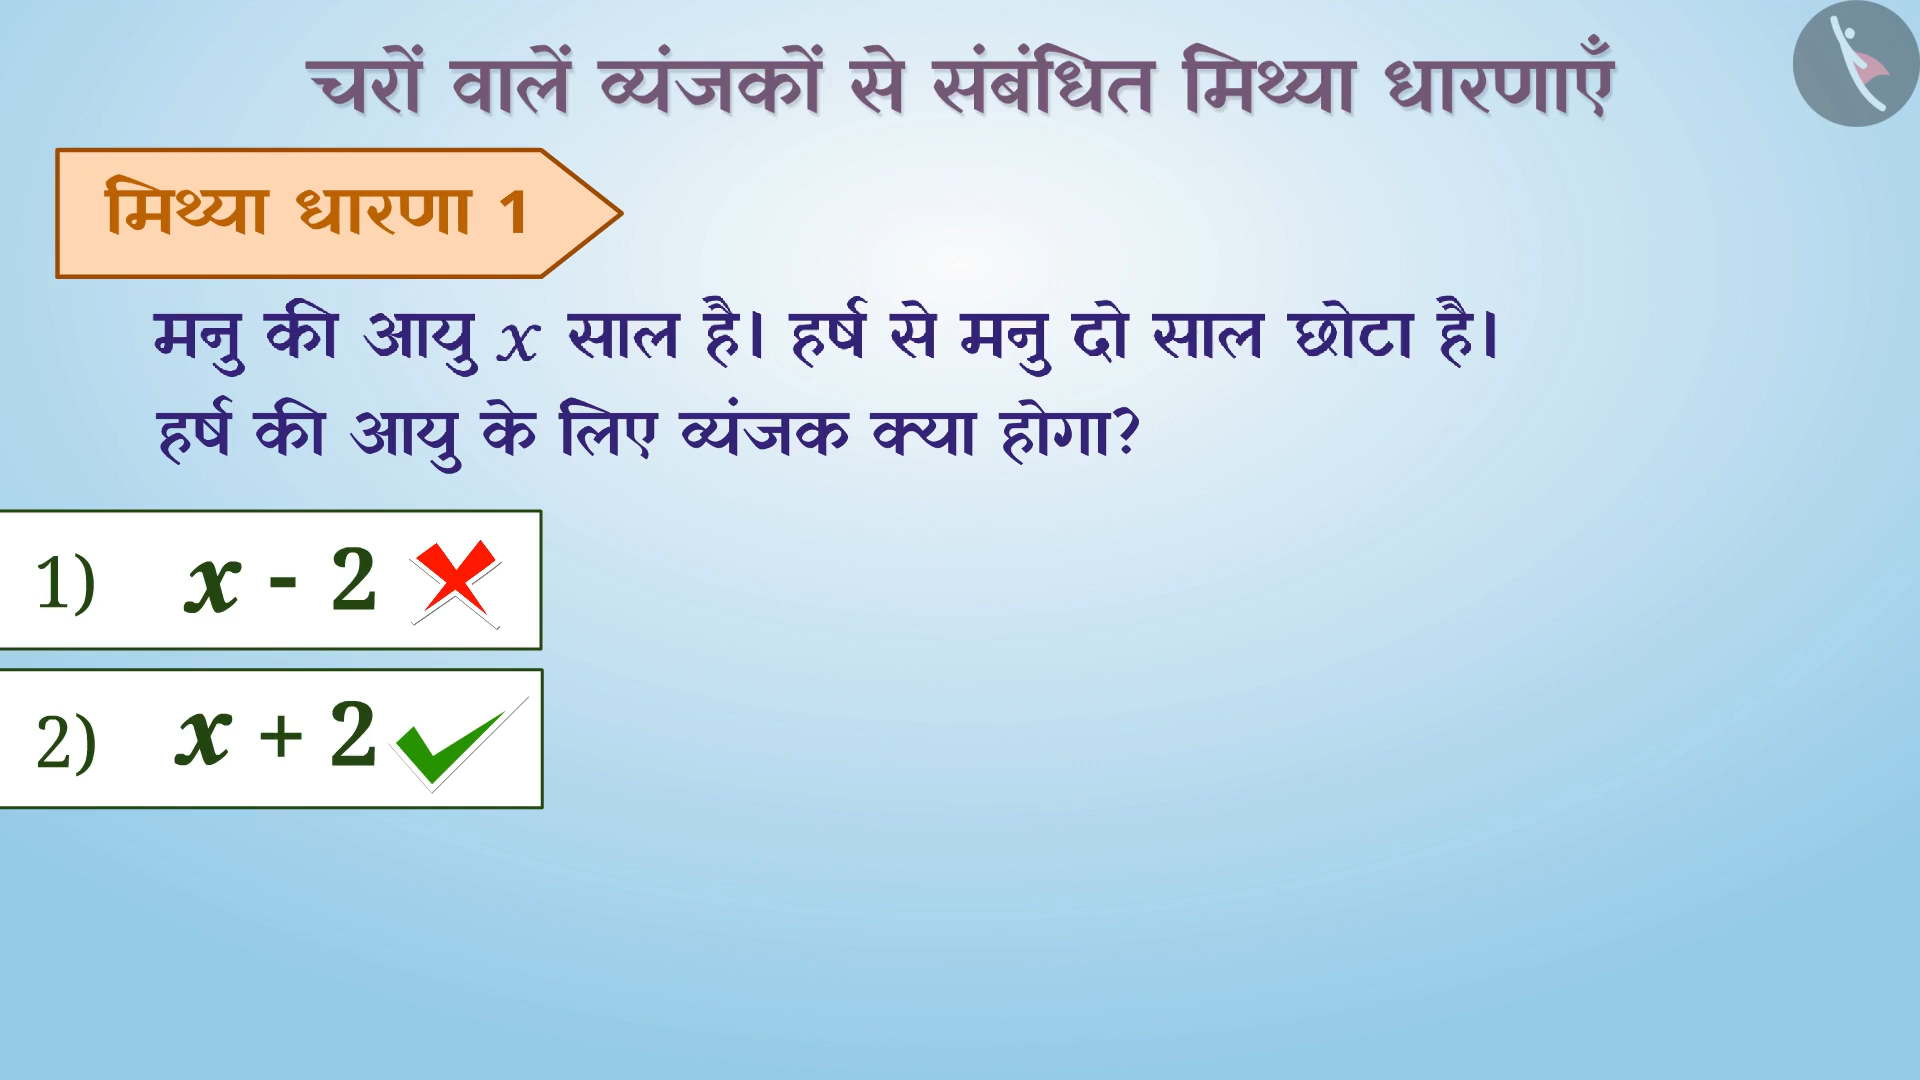 चरों वालें व्यंजकों से संबंधित मिथ्या धारणाएँ
मिथ्या धारणा 1
मनु की आयु x साल है। हर्ष से मनु दो साल छोटा है।
हर्ष की आयु के लिए व्यंजक क्या होगा?
1) x - 2
2) x + 2